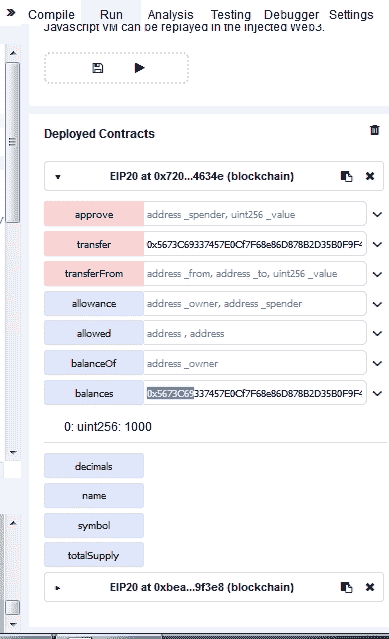 Compile Run Analysis Testing Debugger Settings
Javascript VM can be replayed in the injected Web3.
Deployed Contracts
EIP20 at 0x720...4634e (blockchain)
approve address _spender, uint256 _value
transfer 0x5673C69337457E0Cf7F68e86D878B2D35B0F9F4
transferFrom address _from, address _to, uint256 _value
allowance address _owner, address _spender
allowed address , address
balanceOf address _owner
balances 0x5673C69337457E0Cf7F68e86D878B2D35B0F9F4
0: uint256: 1000
decimals
name
symbol
totalSupply
EIP20 at 0xbea...9f3e8 (blockchain)